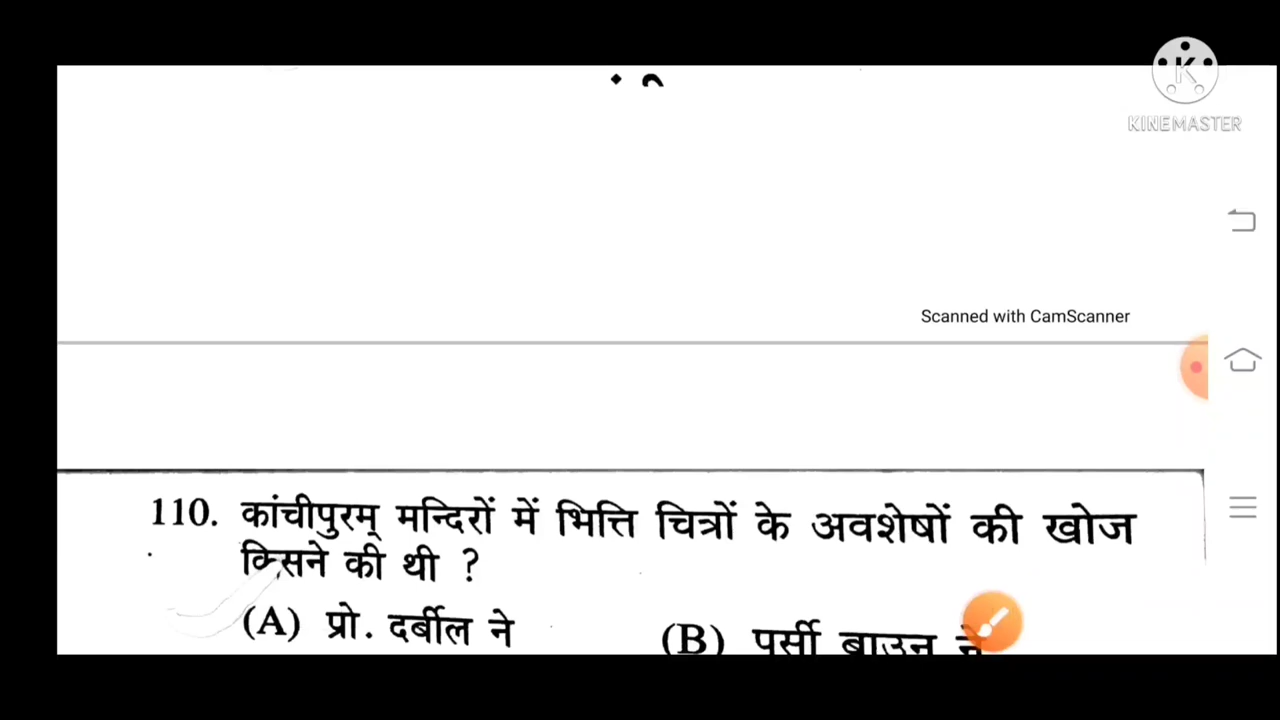 KINEMASTER
Scanned with CamScanner
110. कांचीपुरम् मन्दिरों में भित्ति चित्रों के अवशेषों की खोज
किसने की थी ?
(A) प्रो. दर्बील ने
(B) पर्सी ब्राउन ने